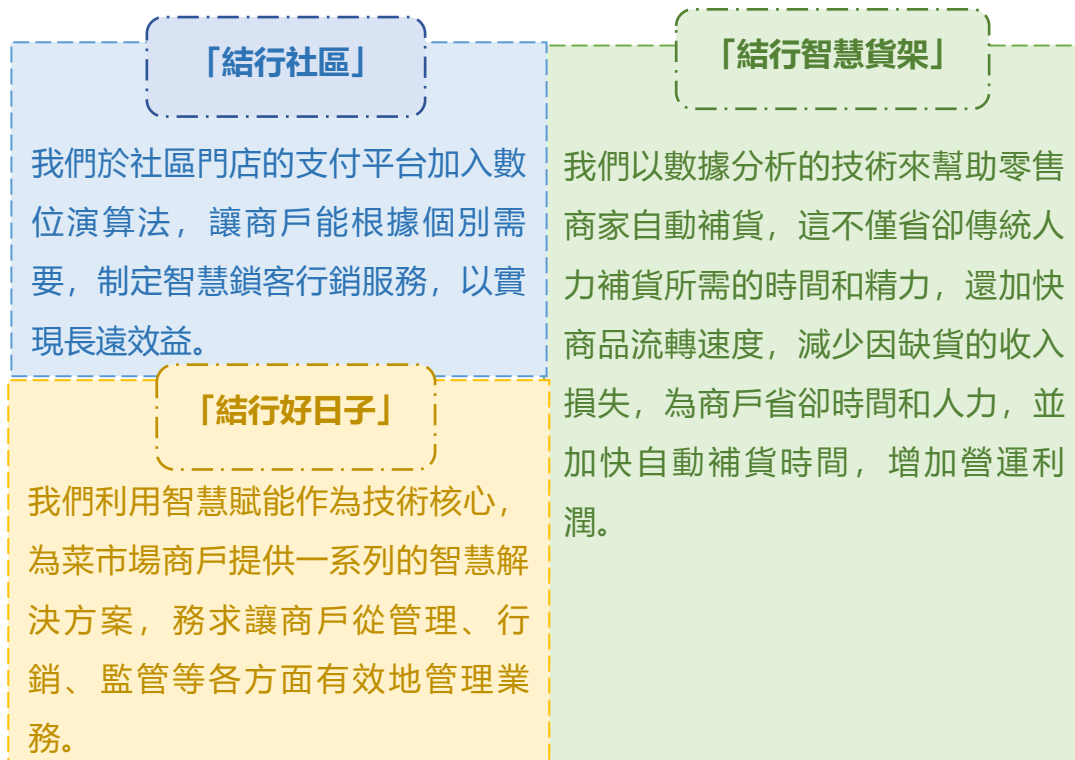 「結行社區」
我們於社區門店的支付平台加入數
位演算法，讓商戶能根據個別需
要，制定智慧鎖客行銷服務，以實
現長遠效益。
「結行好日子」
我們利用智慧賦能作為技術核心，
為菜市場商戶提供一系列的智慧解
決方案，務求讓商戶從管理、行
銷、監管等各方面有效地管理業
務。
「結行智慧貨架」
我們以數據分析的技術來幫助零售
商家自動補貨，這不僅省卻傳統人
力補貨所需的時間和精力，還加快
商品流轉速度，減少因缺貨的收入
損失，為商戶省卻時間和人力，並
加快自動補貨時間，增加營運利
潤。